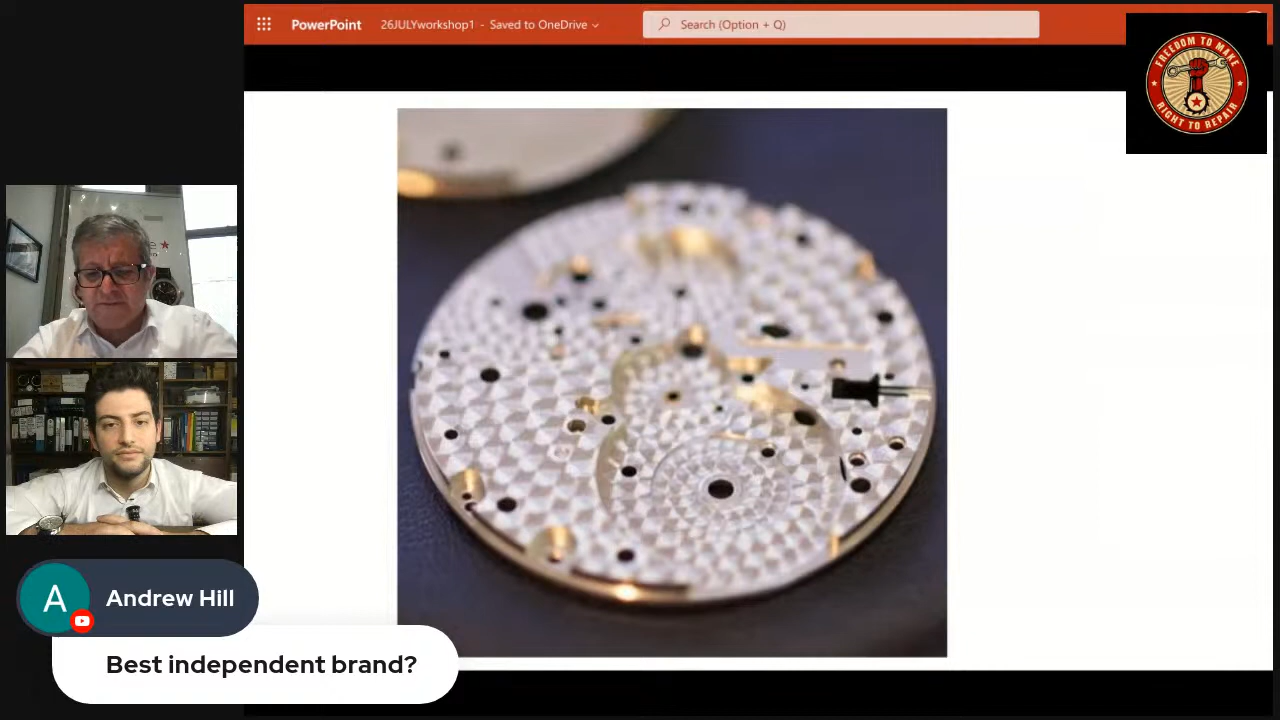 PowerPoint 26JULYworkshop1 - Saved to OneDrive
Search (Option + Q)
FREEDOM TO MAKE
RIGHT TO REPAIR
A Andrew Hill
Best independent brand?